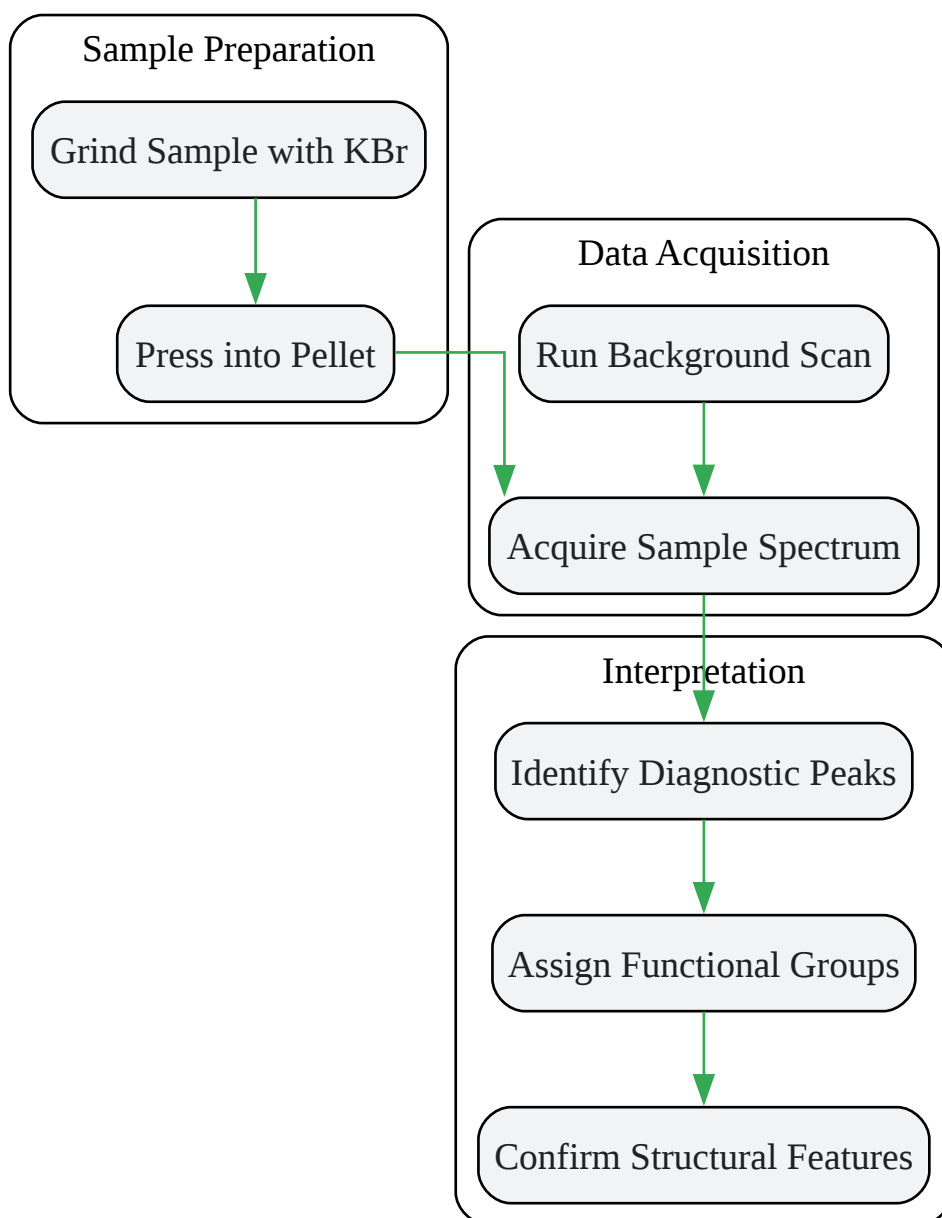 Sample Preparation
Grind Sample with KBr
Press into Pellet
Data Acquisition
Run Background Scan
Acquire Sample Spectrum
Interpretation
Identify Diagnostic Peaks
Assign Functional Groups
Confirm Structural Features